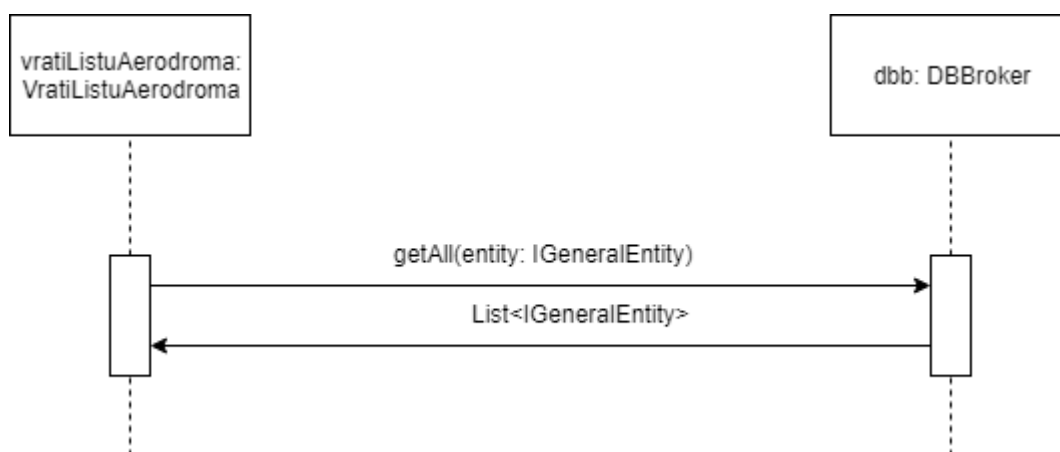 vratiListuAerodroma:
VratiListuAerodroma
dbb: DBBroker
getAll(entity: IGeneralEntity)
List<IGeneralEntity>